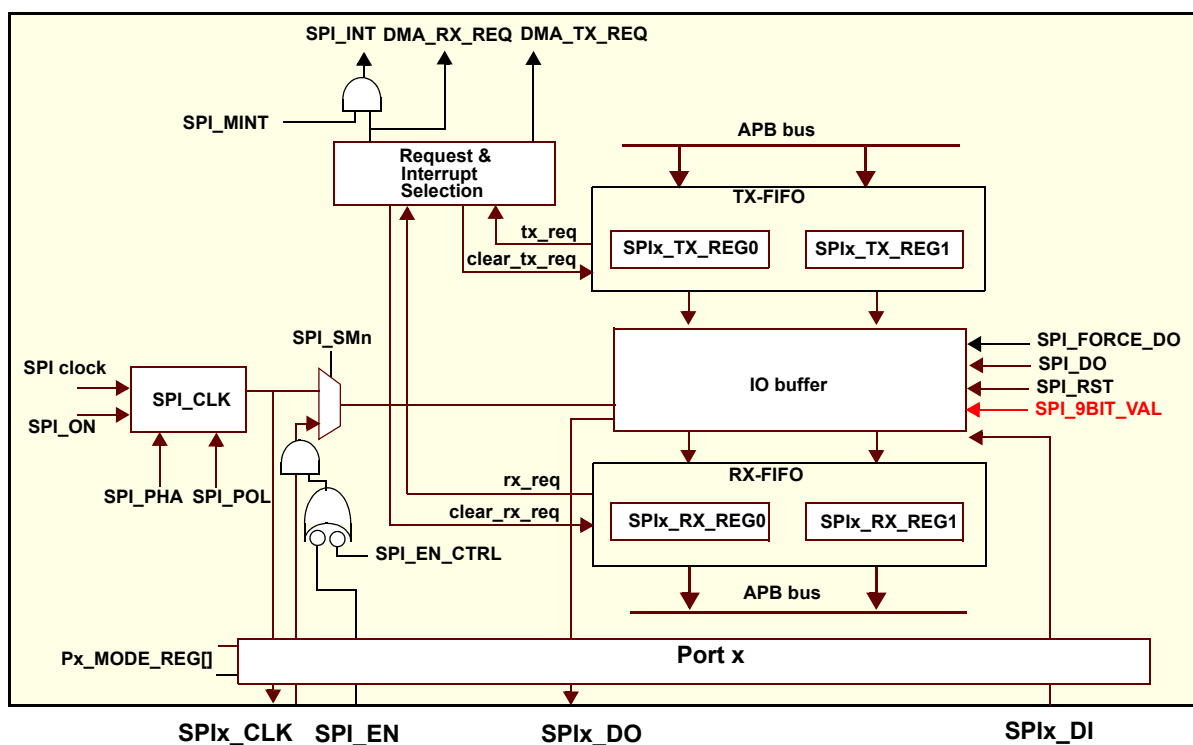 SPI_INT DMA_RX_REQ DMA_TX_REQ
SPI_MINT
APB bus
Request &
Interrupt
Selection
TX-FIFO
tx_req
SPIx_TX_REG0
SPIx_TX_REG1
clear_tx_req
SPI_SMn
SPI_FORCE_DO
SPI clock
SPI_DO
IO buffer
SPI_RST
SPI_CLK
SPI_9BIT_VAL
SPI_ON
RX-FIFO
rx_req
SPI_PHA
SPI_POL
clear_rx_req
SPIx_RX_REG0
SPIx_RX_REG1
SPI_EN_CTRL
APB bus
Px_MODE_REG[]
Port x
SPIx_CLK
SPI_EN
SPIx_DO
SPIx_DI